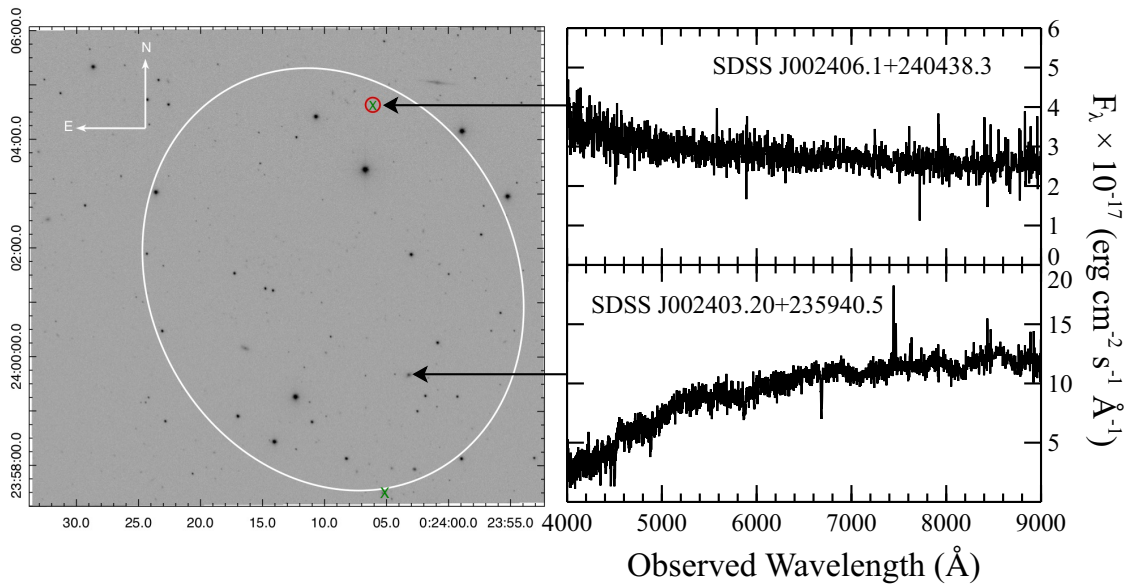 06:00.0
04:00.0
02:00.0
24:00:00.0
23:58:00.0
N
E
X
X
30.0 25.0 20.0 15.0 10.0 05.0 0:24:00.0 23:55.0
SDSS J002406.1+240438.3
6
5
4
3
2
1
0
SDSS J002403.20+235940.5
20
15
10
5
4000 5000 6000 7000 8000 9000
Observed Wavelength (Å)
F_λ × 10⁻¹⁷ (erg cm⁻² s⁻¹ Å⁻¹)